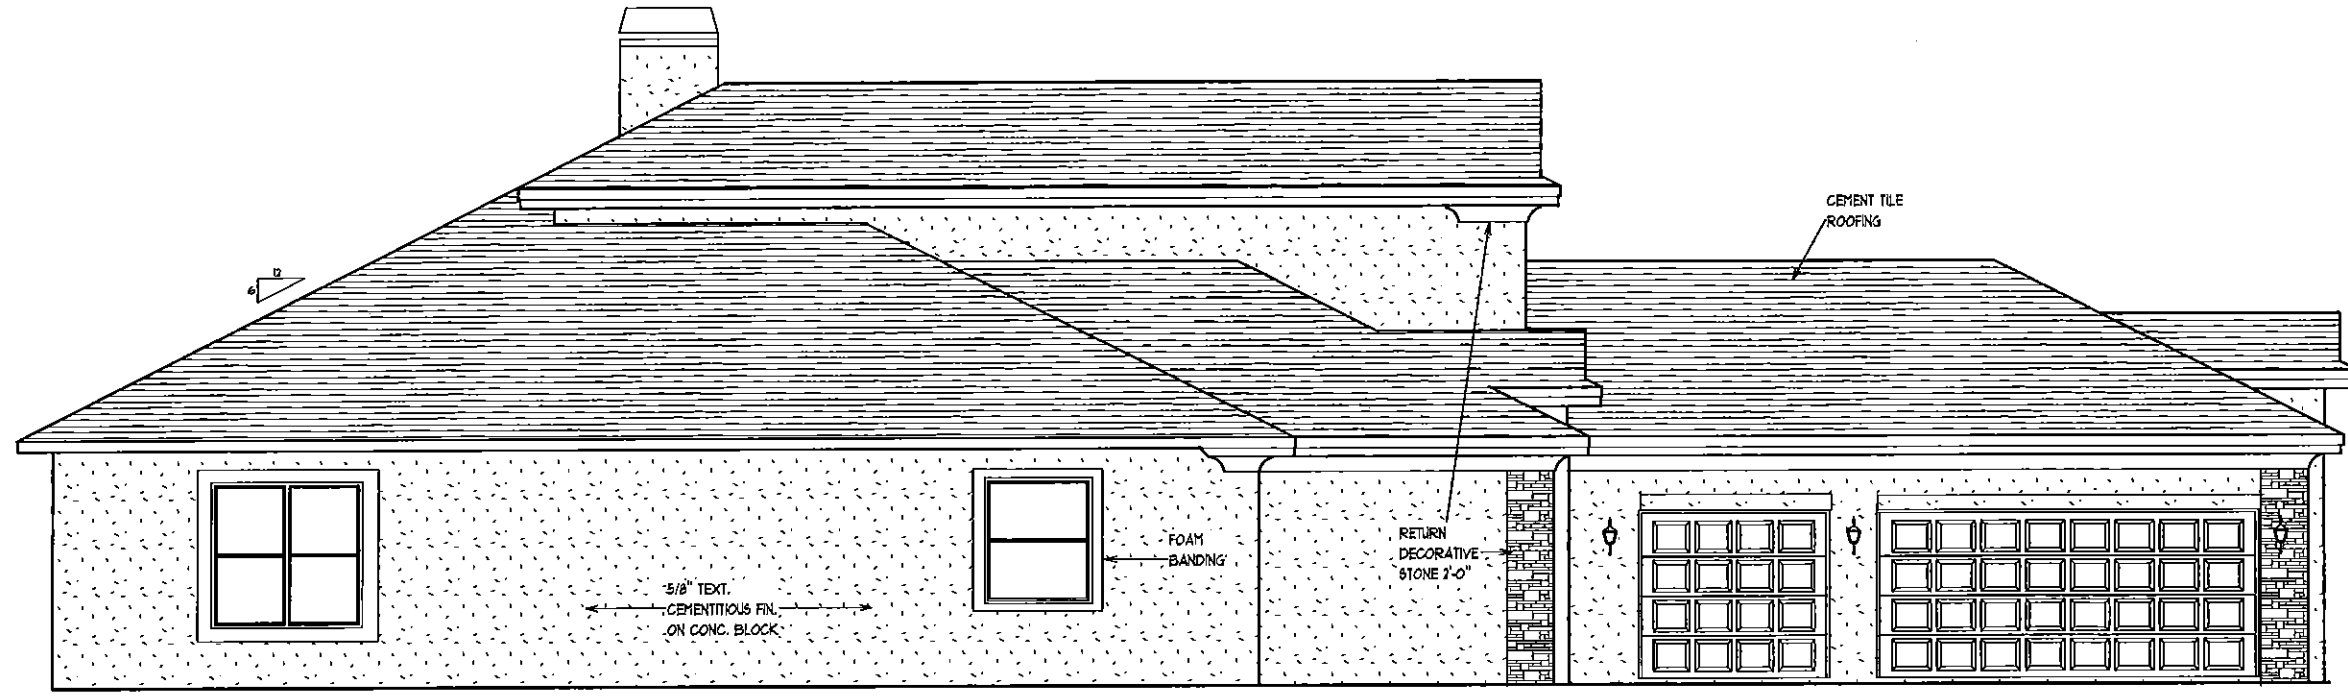 12
6
CEMENT TILE
ROOFING
FOAM
BANDING
RETURN
DECORATIVE
STONE 2'-0"
5/8" TEXT.
CEMENTITIOUS FIN.
ON CONC. BLOCK